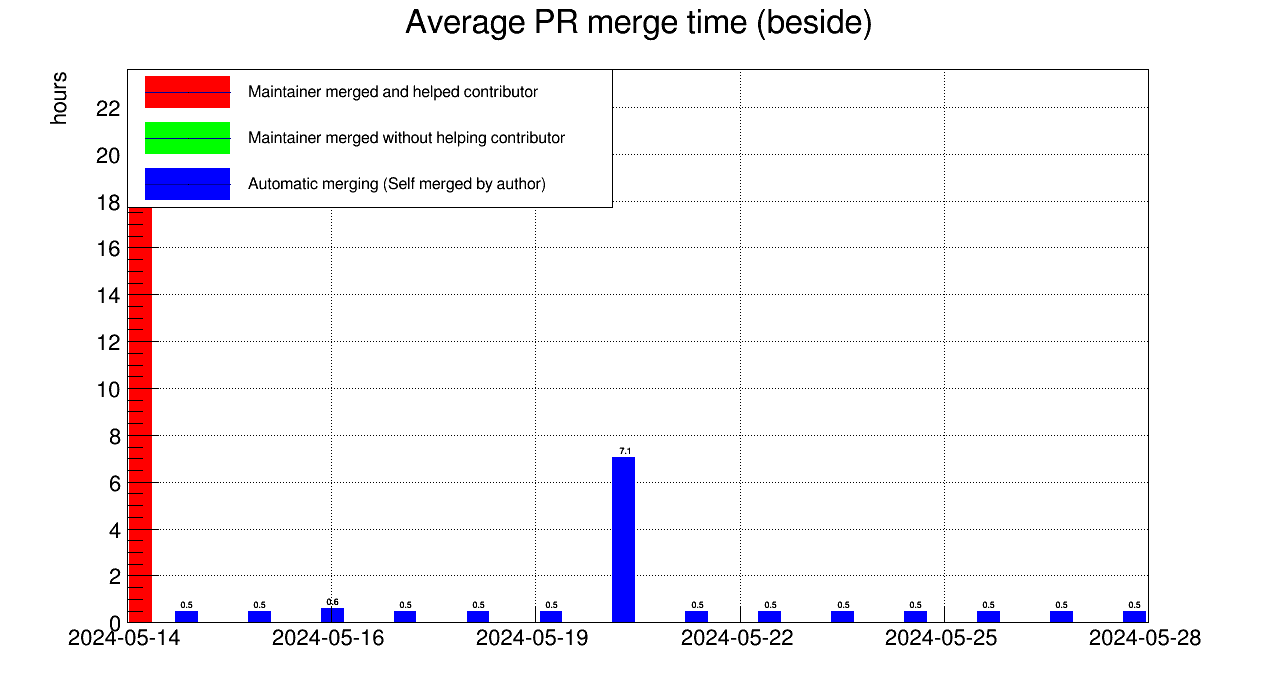 Average PR merge time (beside)
hours
Maintainer merged and helped contributor
Maintainer merged without helping contributor
Automatic merging (Self merged by author)
22
20
18
16
14
12
10
8
6
4
2
0
0.5 0.5 0.6 0.5 0.5 0.5 7.1 0.5 0.5 0.5 0.5 0.5 0.5 0.5
2024-05-14 2024-05-16 2024-05-19 2024-05-22 2024-05-25 2024-05-28